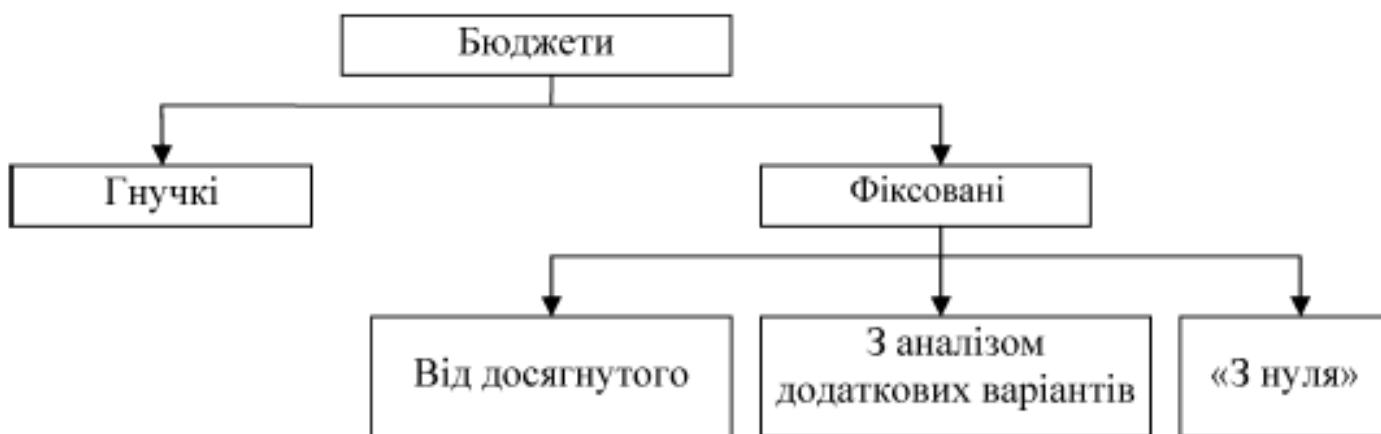 Бюджети
Гнучкі
Фіксовані
Від досягнутого
З аналізом
додаткових варіантів
«З нуля»